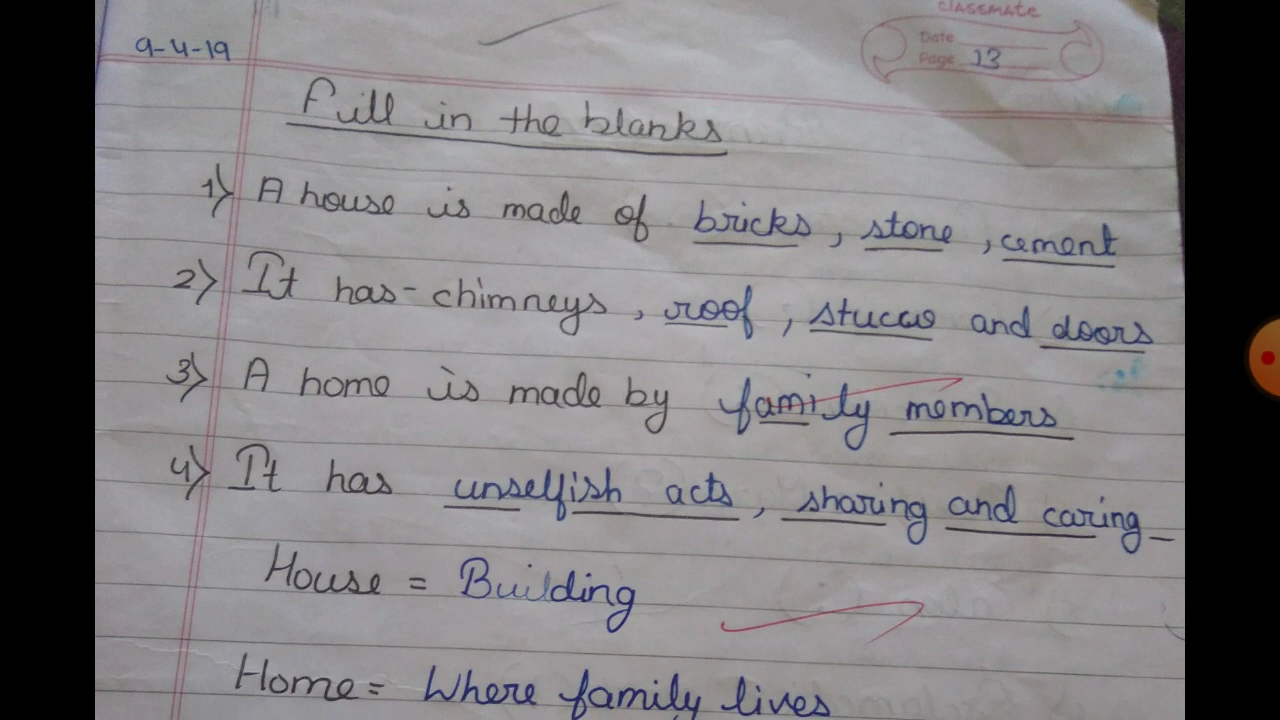 classmate
Date
Page 13
9-4-19
Fill in the blanks
1) A house is made of bricks, stone, cement
2) It has - chimneys, roof, stucco and doors
3) A home is made by family members
4) It has unselfish acts, sharing and caring
House = Building
Home = Where family lives